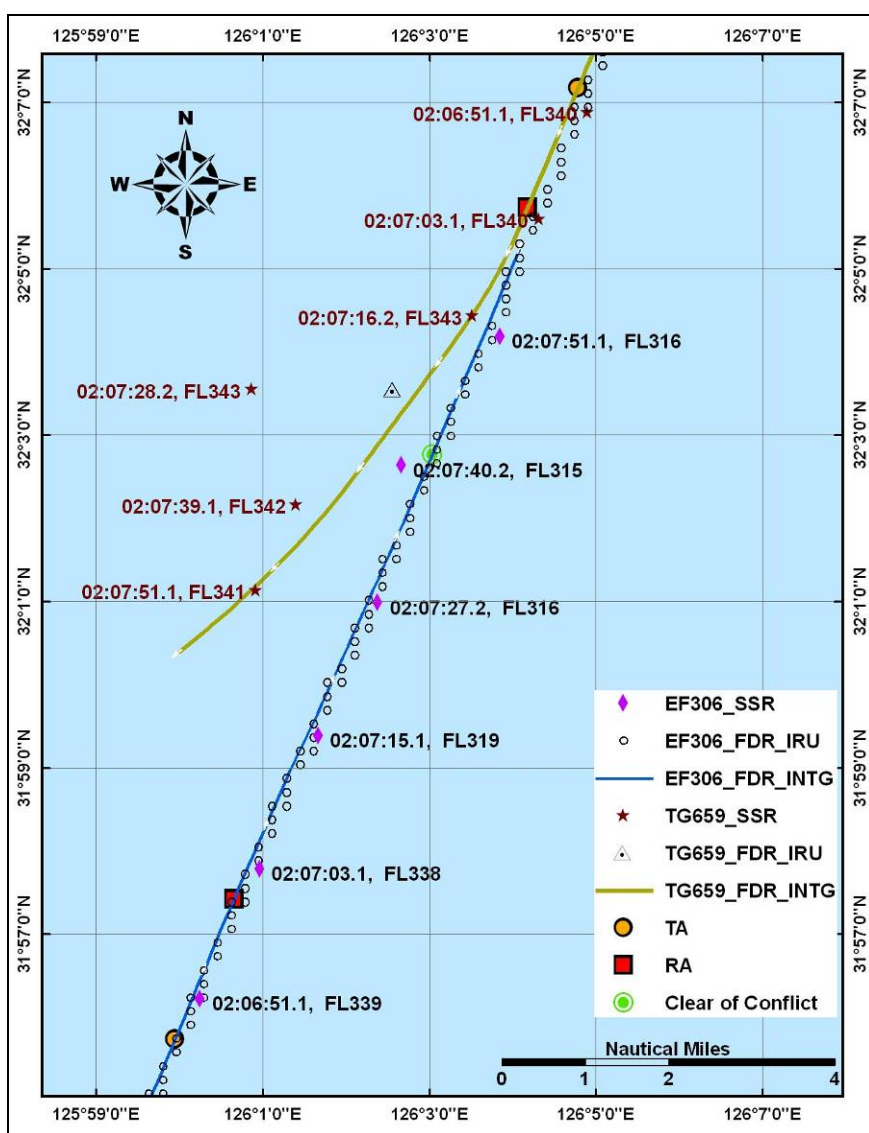 125°59'0"E 126°1'0"E 126°3'0"E 126°5'0"E 126°7'0"E
32°7'0"N 32°7'0"N
02:06:51.1, FL340
N
W E
S
02:07:03.1, FL340
32°5'0"N 32°5'0"N
02:07:16.2, FL343
02:07:51.1, FL316
02:07:28.2, FL343
32°3'0"N 32°3'0"N
02:07:40.2, FL315
02:07:39.1, FL342
02:07:51.1, FL341
32°1'0"N 32°1'0"N
02:07:27.2, FL316
EF306_SSR
02:07:15.1, FL319
EF306_FDR_IRU
31°59'0"N 31°59'0"N
EF306_FDR_INTG
TG659_SSR
TG659_FDR_IRU
02:07:03.1, FL338
TG659_FDR_INTG
TA
31°57'0"N 31°57'0"N
RA
02:06:51.1, FL339
Clear of Conflict
Nautical Miles
0 1 2 4
125°59'0"E 126°1'0"E 126°3'0"E 126°5'0"E 126°7'0"E